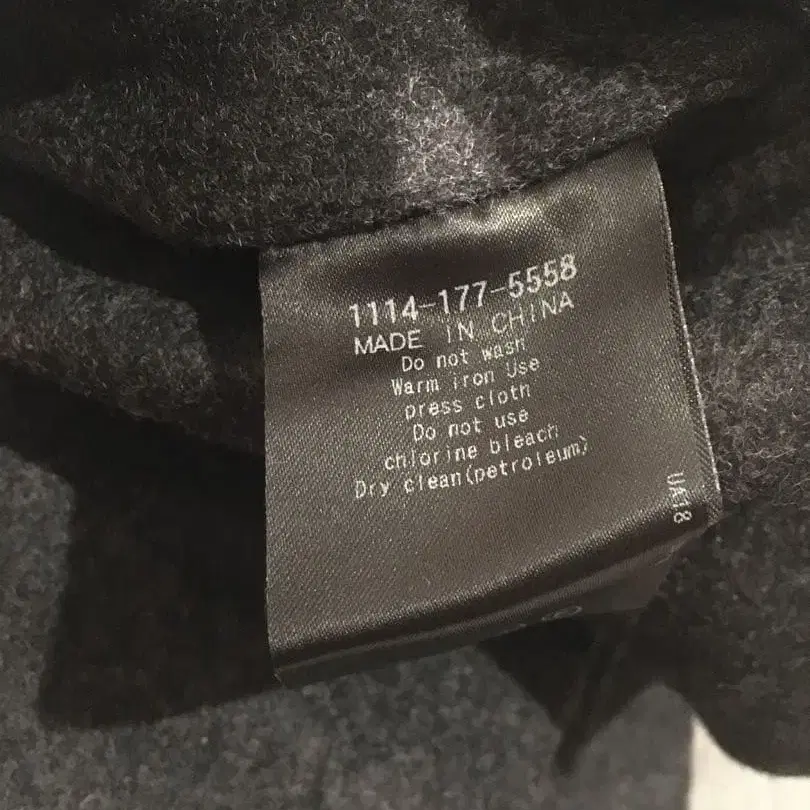 1114-177-5558
MADE IN CHINA
Do not wash
Warm iron Use
press cloth
Do not use
chlorine bleach
Dry clean(petroleum)
UA18